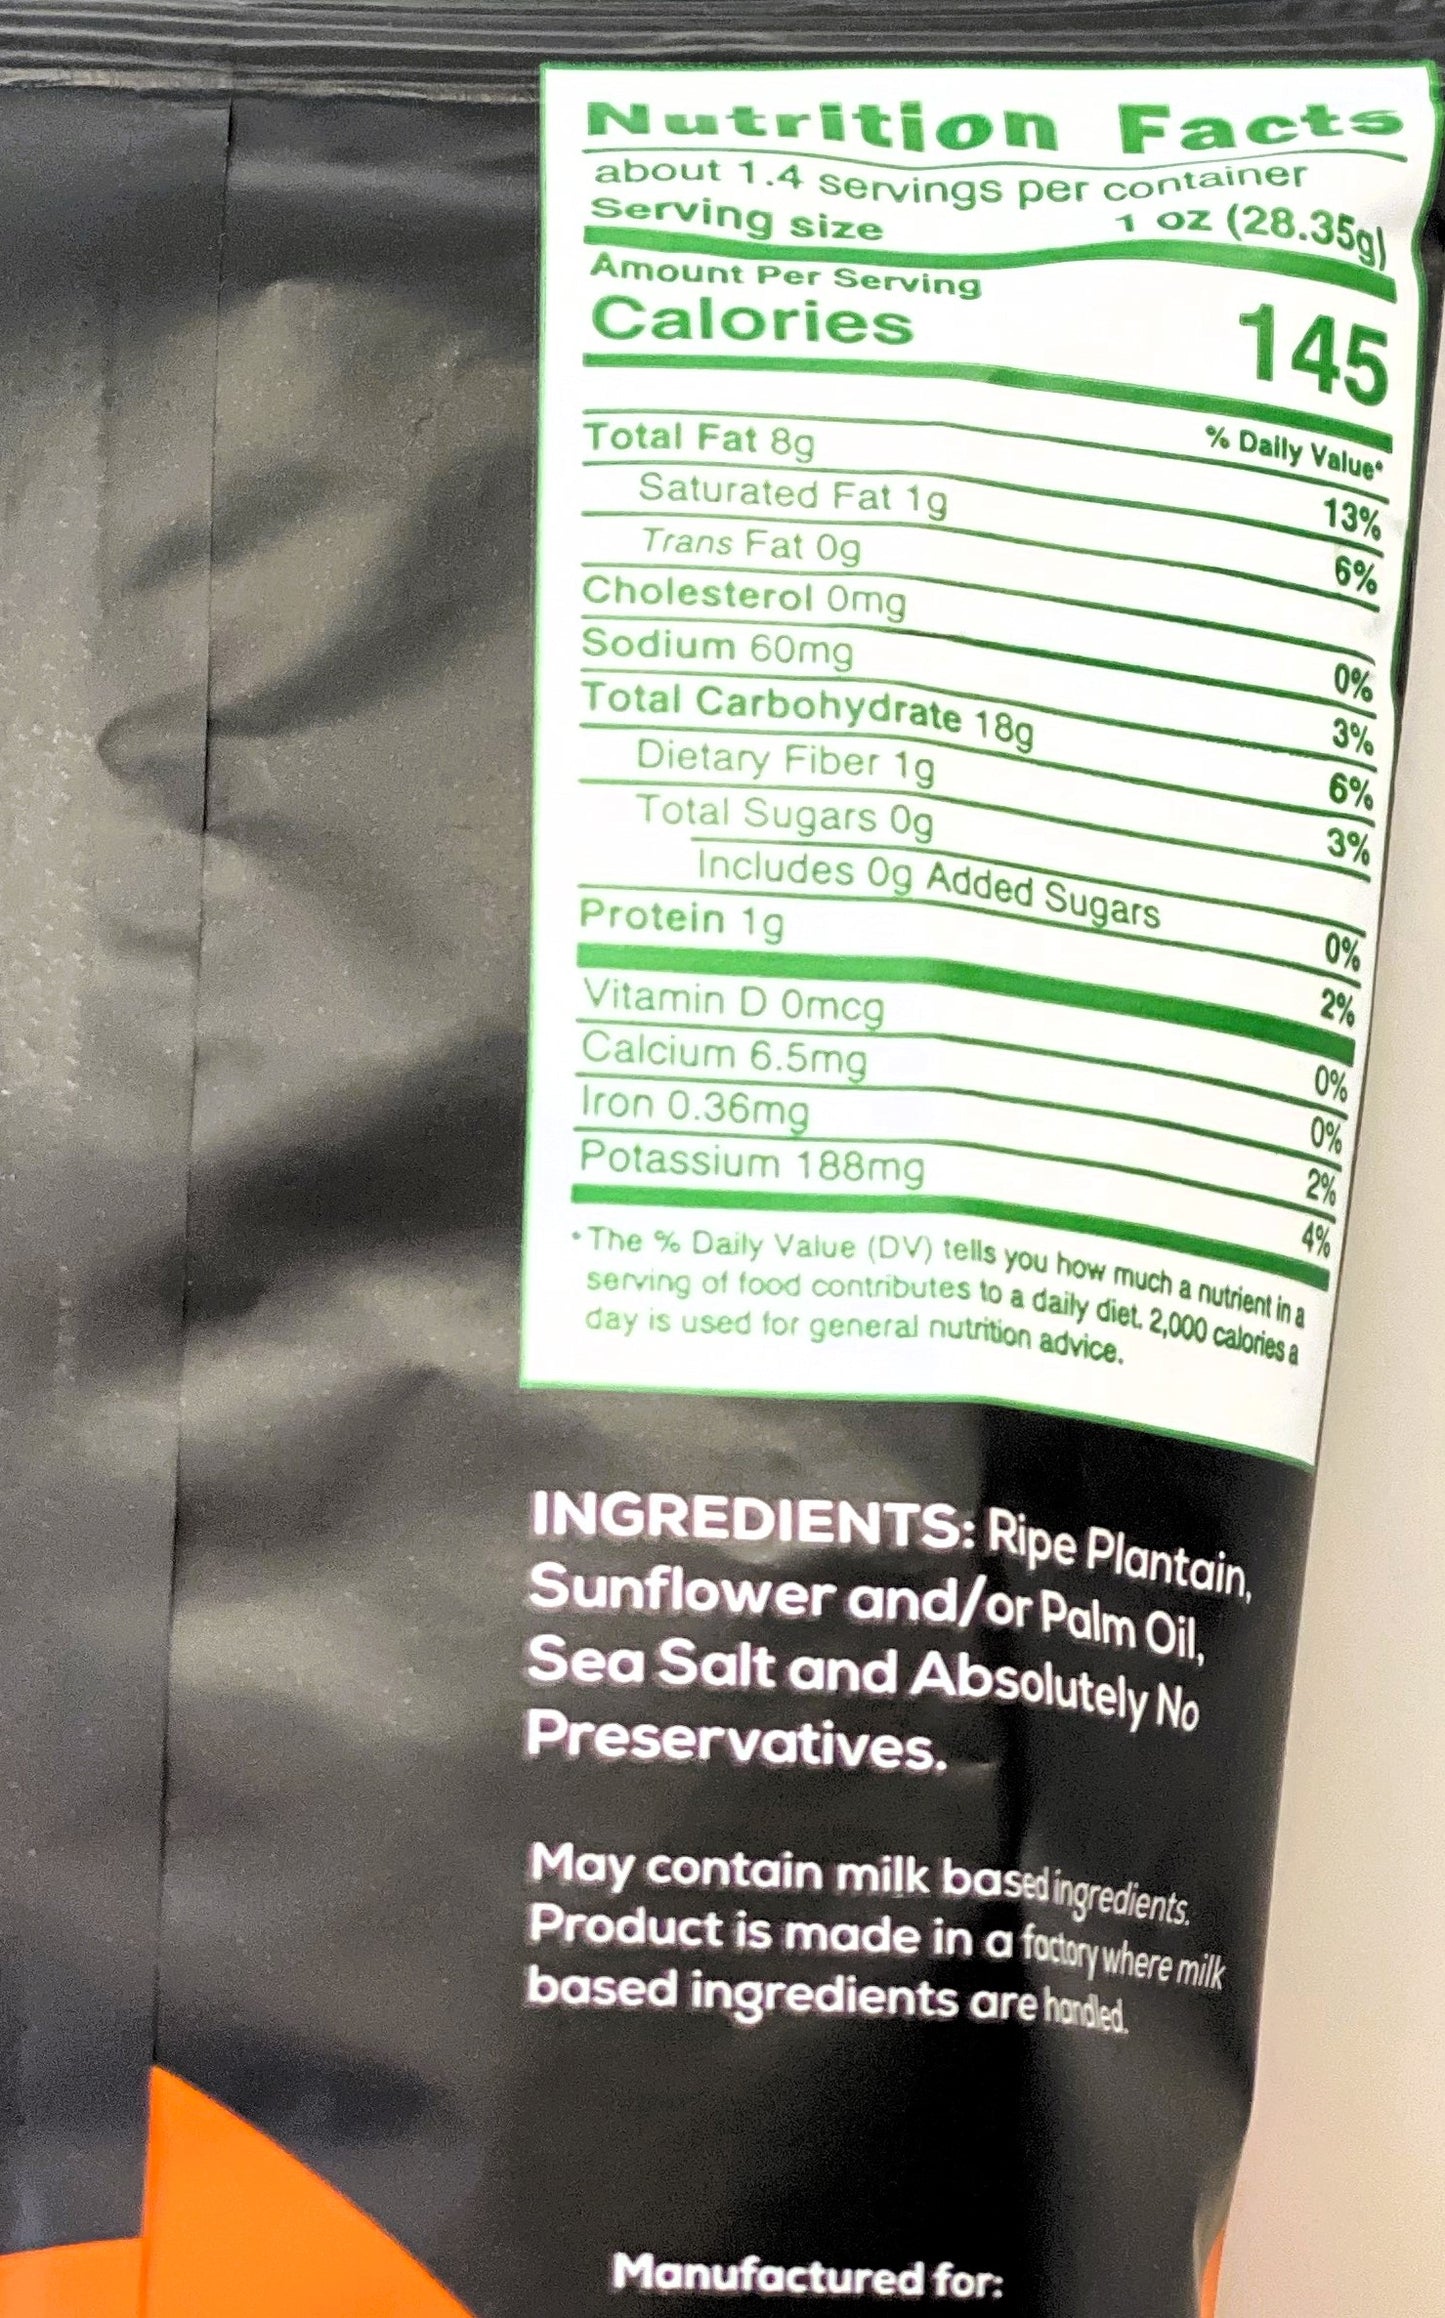 Nutrition Facts
about 1.4 servings per container
Serving size 1 oz (28.35g)
Amount Per Serving
Calories 145
% Daily Value*
Total Fat 8g 13%
Saturated Fat 1g 6%
Trans Fat 0g
Cholesterol 0mg 0%
Sodium 60mg 3%
Total Carbohydrate 18g 6%
Dietary Fiber 1g 3%
Total Sugars 0g
Includes 0g Added Sugars 0%
Protein 1g 2%
Vitamin D 0mcg 0%
Calcium 6.5mg 0%
Iron 0.36mg 2%
Potassium 188mg 4%
*The % Daily Value (DV) tells you how much a nutrient in a
serving of food contributes to a daily diet. 2,000 calories a
day is used for general nutrition advice.
INGREDIENTS: Ripe Plantain,
Sunflower and/or Palm Oil,
Sea Salt and Absolutely No
Preservatives.
May contain milk based ingredients.
Product is made in a factory where milk
based ingredients are handled.
Manufactured for: